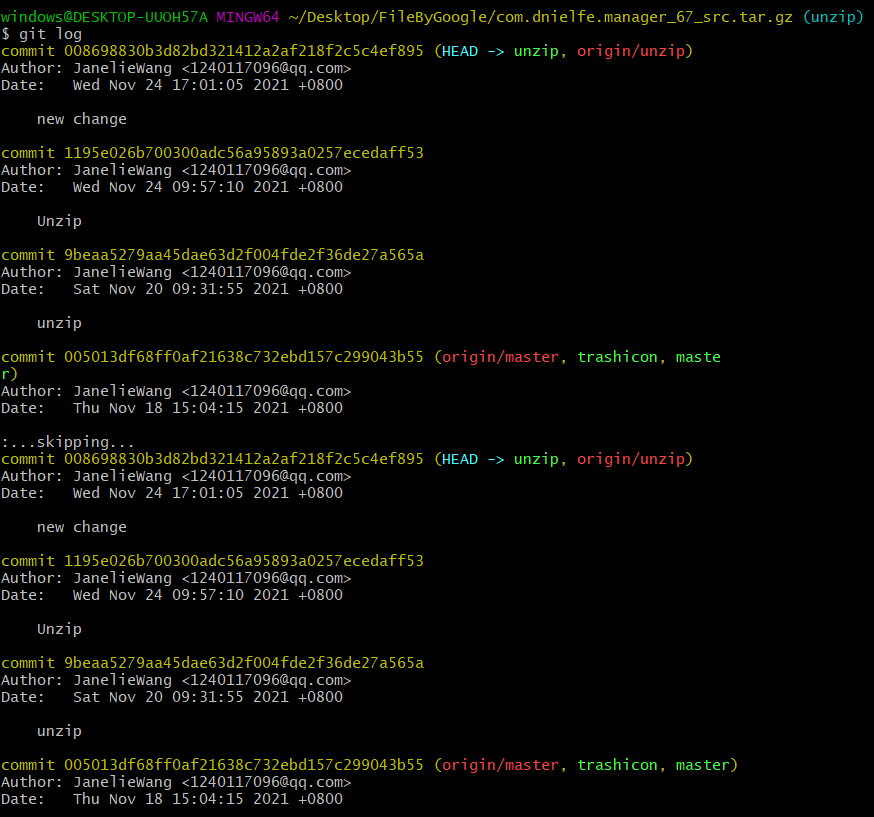 windows@DESKTOP-UUOH57A MINGW64 ~/Desktop/FileByGoogle/com.dnielfe.manager_67_src.tar.gz (unzip)
$ git log
commit 008698830b3d82bd321412a2af218f2c5c4ef895 (HEAD -> unzip, origin/unzip)
Author: JanelieWang <1240117096@qq.com>
Date:   Wed Nov 24 17:01:05 2021 +0800
    new change
commit 1195e026b700300adc56a95893a0257ecedaff53
Author: JanelieWang <1240117096@qq.com>
Date:   Wed Nov 24 09:57:10 2021 +0800
    Unzip
commit 9beaa5279aa45dae63d2f004fde2f36de27a565a
Author: JanelieWang <1240117096@qq.com>
Date:   Sat Nov 20 09:31:55 2021 +0800
    unzip
commit 005013df68ff0af21638c732ebd157c299043b55 (origin/master, trashicon, maste
r)
Author: JanelieWang <1240117096@qq.com>
Date:   Thu Nov 18 15:04:15 2021 +0800
:...skipping...
commit 008698830b3d82bd321412a2af218f2c5c4ef895 (HEAD -> unzip, origin/unzip)
Author: JanelieWang <1240117096@qq.com>
Date:   Wed Nov 24 17:01:05 2021 +0800
    new change
commit 1195e026b700300adc56a95893a0257ecedaff53
Author: JanelieWang <1240117096@qq.com>
Date:   Wed Nov 24 09:57:10 2021 +0800
    Unzip
commit 9beaa5279aa45dae63d2f004fde2f36de27a565a
Author: JanelieWang <1240117096@qq.com>
Date:   Sat Nov 20 09:31:55 2021 +0800
    unzip
commit 005013df68ff0af21638c732ebd157c299043b55 (origin/master, trashicon, master)
Author: JanelieWang <1240117096@qq.com>
Date:   Thu Nov 18 15:04:15 2021 +0800